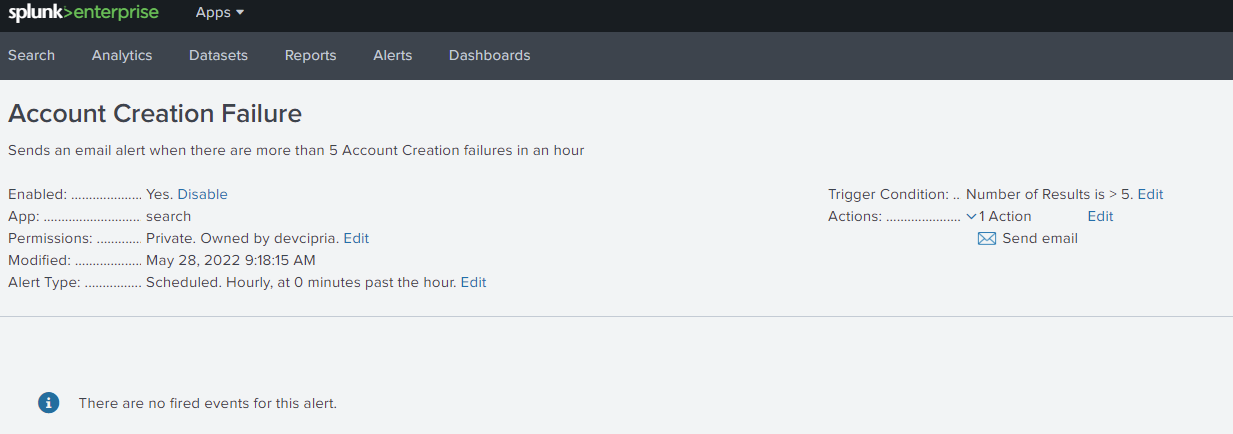 splunk>enterprise Apps
Search Analytics Datasets Reports Alerts Dashboards
Account Creation Failure
Sends an email alert when there are more than 5 Account Creation failures in an hour
Enabled: .................... Yes. Disable
App: ........................... search
Permissions: ............. Private. Owned by devcipria. Edit
Modified: ................... May 28, 2022 9:18:15 AM
Alert Type: ................ Scheduled. Hourly, at 0 minutes past the hour. Edit
Trigger Condition: .. Number of Results is > 5. Edit
Actions: ..................... 1 Action Edit
Send email
There are no fired events for this alert.